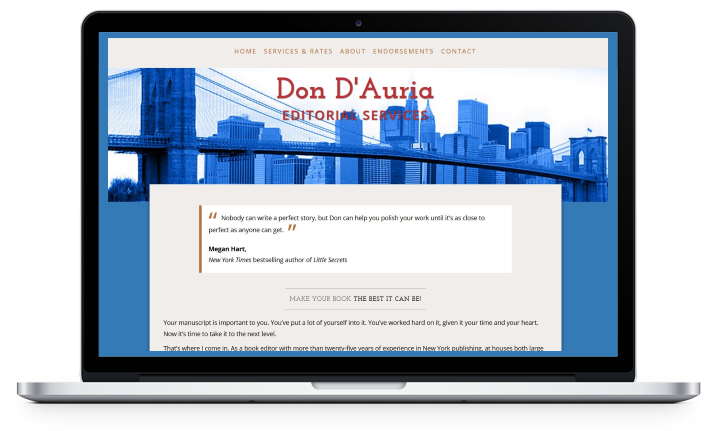 HOME SERVICES & RATES ABOUT ENDORSEMENTS CONTACT
Don D'Auria
EDITORIAL SERVICES
“ Nobody can write a perfect story, but Don can help you polish your work until it's as close to
perfect as anyone can get. ”
Megan Hart,
New York Times bestselling author of Little Secrets
MAKE YOUR BOOK THE BEST IT CAN BE!
Your manuscript is important to you. You've put a lot of yourself into it. You've worked hard on it, given it your time and your heart.
Now it's time to take it to the next level.
That's where I come in. As a book editor with more than twenty-five years of experience in New York publishing, at houses both large